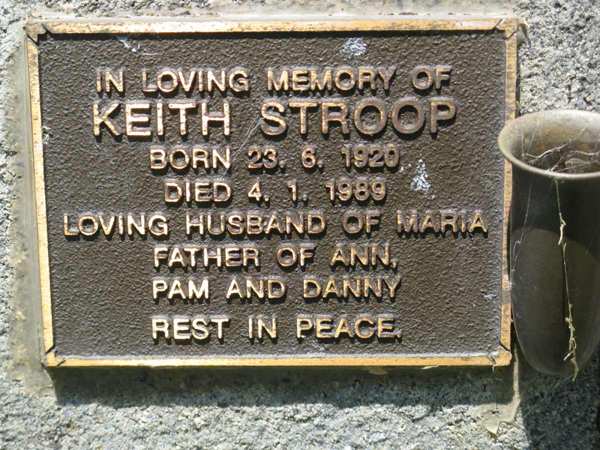 IN LOVING MEMORY OF
KEITH STROOP
BORN 23. 6. 1920
DIED 4. 1. 1989
LOVING HUSBAND OF MARIA
FATHER OF ANN,
PAM AND DANNY
REST IN PEACE.